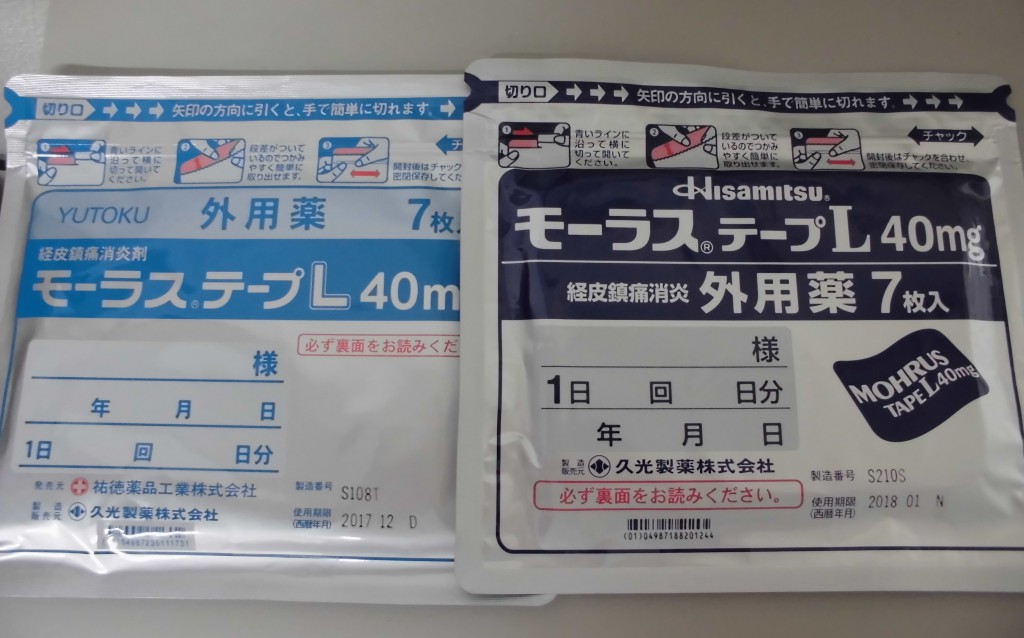 切り口 矢印の方向に引くと、手で簡単に切れます。
青いラインに
沿って横に
切って開いて
ください。
段差がついて
いるのでつかみ
やすく簡単に
取り出せます。
開封後はチャック
密閉保存してくだ
YUTOKU 外用薬 7枚
経皮鎮痛消炎剤
モーラス®テープL 40m
必ず裏面をお読みくだ
様
年 月 日
1日 回 日分
発売元 祐徳薬品工業株式会社
製造販売元 久光製薬株式会社
製造番号 S108T
使用期限
(西暦年月) 2017 12 D
切り口 矢印の方向に引くと、手で簡単に切れます。
チャック
1 青いラインに
沿って横に
切って開いて
ください。
2 段差がついて
いるのでつかみ
やすく簡単に
取り出せます。
3 開封後はチャックを合わせ
密閉保存してください。
HISAMITSU®
モーラス®テープL 40mg
経皮鎮痛消炎 外用薬 7枚入
様
1日 回 日分
年 月 日
MOHRUS
TAPE L 40mg
製造販売元 久光製薬株式会社
必ず裏面をお読みください。
製造番号 S210S
使用期限
(西暦年月) 2018 01 N
(01)04987188201244